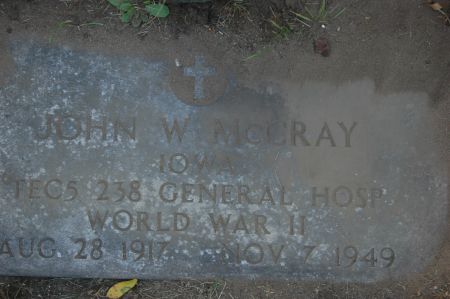 JOHN W McCRAY
IOWA
TEC5 238 GENERAL HOSP
WORLD WAR II
AUG 28 1917 NOV 7 1949